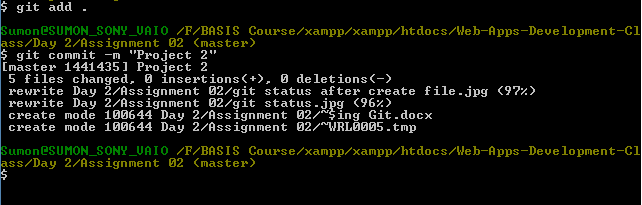 $ git add .
Sumon@SUMON_SONY_VAIO /F/BASIS Course/xampp/xampp/htdocs/Web-Apps-Development-Cl
ass/Day 2/Assignment 02 (master)
$ git commit -m "Project 2"
[master 1441435] Project 2
 5 files changed, 0 insertions(+), 0 deletions(-)
 rewrite Day 2/Assignment 02/git status after create file.jpg (97%)
 rewrite Day 2/Assignment 02/git status.jpg (96%)
 create mode 100644 Day 2/Assignment 02/~$ing Git.docx
 create mode 100644 Day 2/Assignment 02/~WRL0005.tmp
Sumon@SUMON_SONY_VAIO /F/BASIS Course/xampp/xampp/htdocs/Web-Apps-Development-Cl
ass/Day 2/Assignment 02 (master)
$